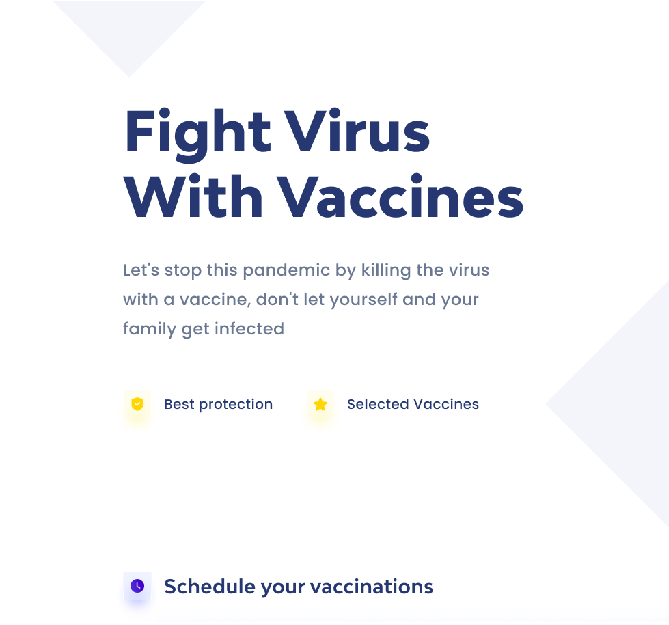 Fight Virus
With Vaccines
Let's stop this pandemic by killing the virus
with a vaccine, don't let yourself and your
family get infected
Best protection
Selected Vaccines
Schedule your vaccinations